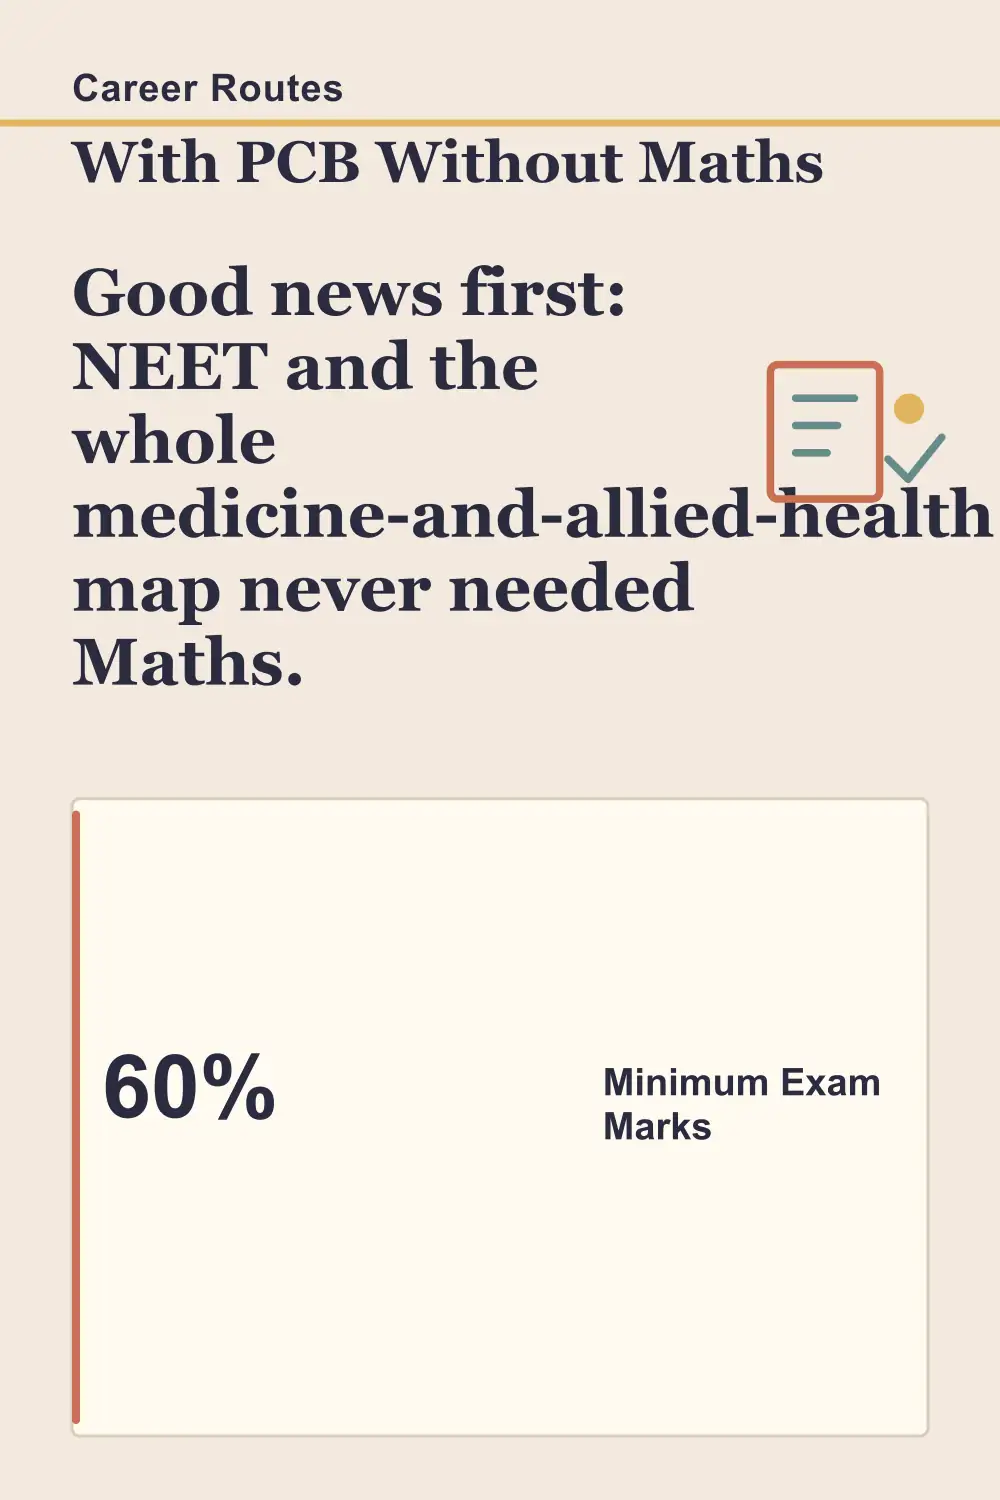 Career Routes
With PCB Without Maths
Good news first:
NEET and the
whole
medicine-and-allied-health
map never needed
Maths.
60%
Minimum Exam
Marks